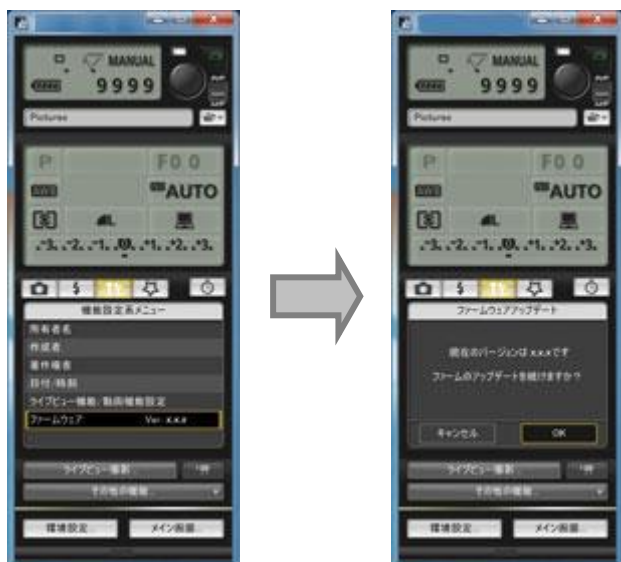 MANUAL
9999
Pictures
P
F0.0
AWB
AUTO
L
-3..-2..-1..0..+1..+2..+3.
機能設定系メニュー
所有者名
作成者
著作権者
日付/時刻
ライブビュー機能/動画機能設定
ファームウェア Ver. x.x.x
ライブビュー撮影...
その他の機能...
環境設定...
メイン画面...
MANUAL
9999
Pictures
P
F0.0
AWB
AUTO
L
-3..-2..-1..0..+1..+2..+3.
ファームウェアアップデート
現在のバージョンは x.x.x です
ファームのアップデートを続けますか？
キャンセル
OK
ライブビュー撮影...
その他の機能...
環境設定...
メイン画面...